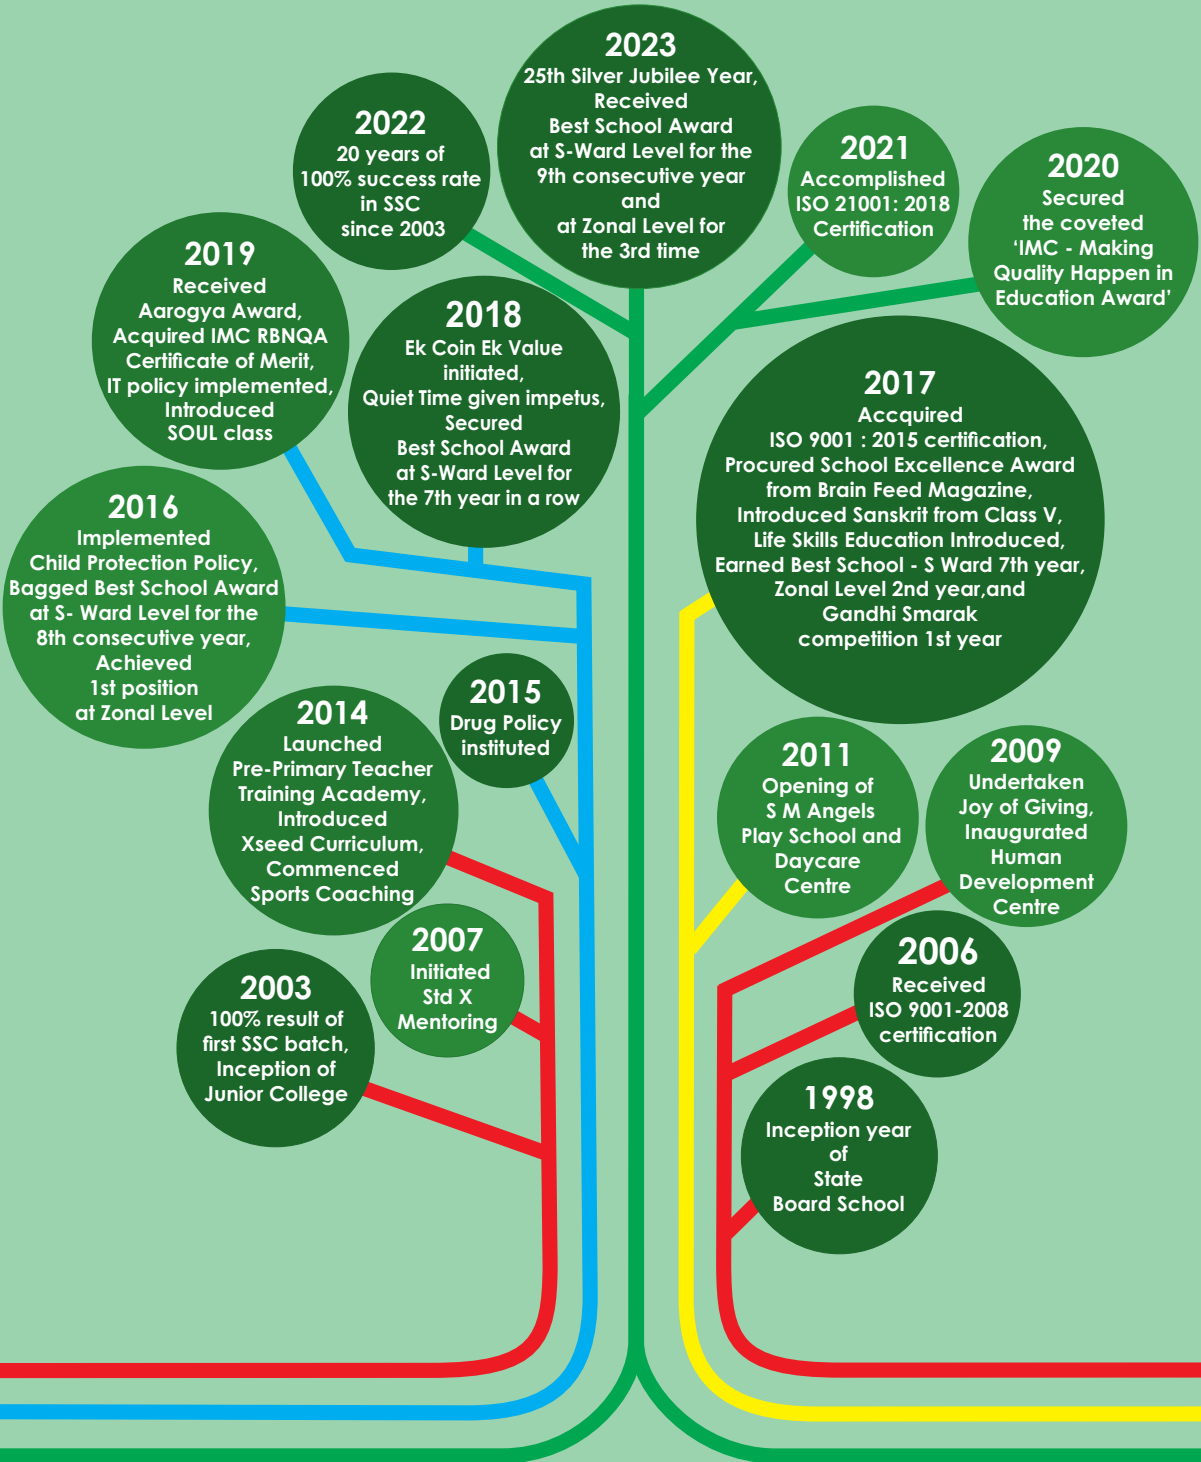 2023
25th Silver Jubilee Year,
Received
Best School Award
at S-Ward Level for the
9th consecutive year
and
at Zonal Level for
the 3rd time
2022
20 years of
100% success rate
in SSC
since 2003
2021
Accomplished
ISO 21001: 2018
Certification
2020
Secured
the coveted
‘IMC - Making
Quality Happen in
Education Award’
2019
Received
Aarogya Award,
Acquired IMC RBNQA
Certificate of Merit,
IT policy implemented,
Introduced
SOUL class
2018
Ek Coin Ek Value
initiated,
Quiet Time given impetus,
Secured
Best School Award
at S-Ward Level for
the 7th year in a row
2017
Accquired
ISO 9001 : 2015 certification,
Procured School Excellence Award
from Brain Feed Magazine,
Introduced Sanskrit from Class V,
Life Skills Education Introduced,
Earned Best School - S Ward 7th year,
Zonal Level 2nd year,and
Gandhi Smarak
competition 1st year
2016
Implemented
Child Protection Policy,
Bagged Best School Award
at S- Ward Level for the
8th consecutive year,
Achieved
1st position
at Zonal Level
2015
Drug Policy
instituted
2014
Launched
Pre-Primary Teacher
Training Academy,
Introduced
Xseed Curriculum,
Commenced
Sports Coaching
2011
Opening of
S M Angels
Play School and
Daycare
Centre
2009
Undertaken
Joy of Giving,
Inaugurated
Human
Development
Centre
2007
Initiated
Std X
Mentoring
2006
Received
ISO 9001-2008
certification
2003
100% result of
first SSC batch,
Inception of
Junior College
1998
Inception year
of
State
Board School